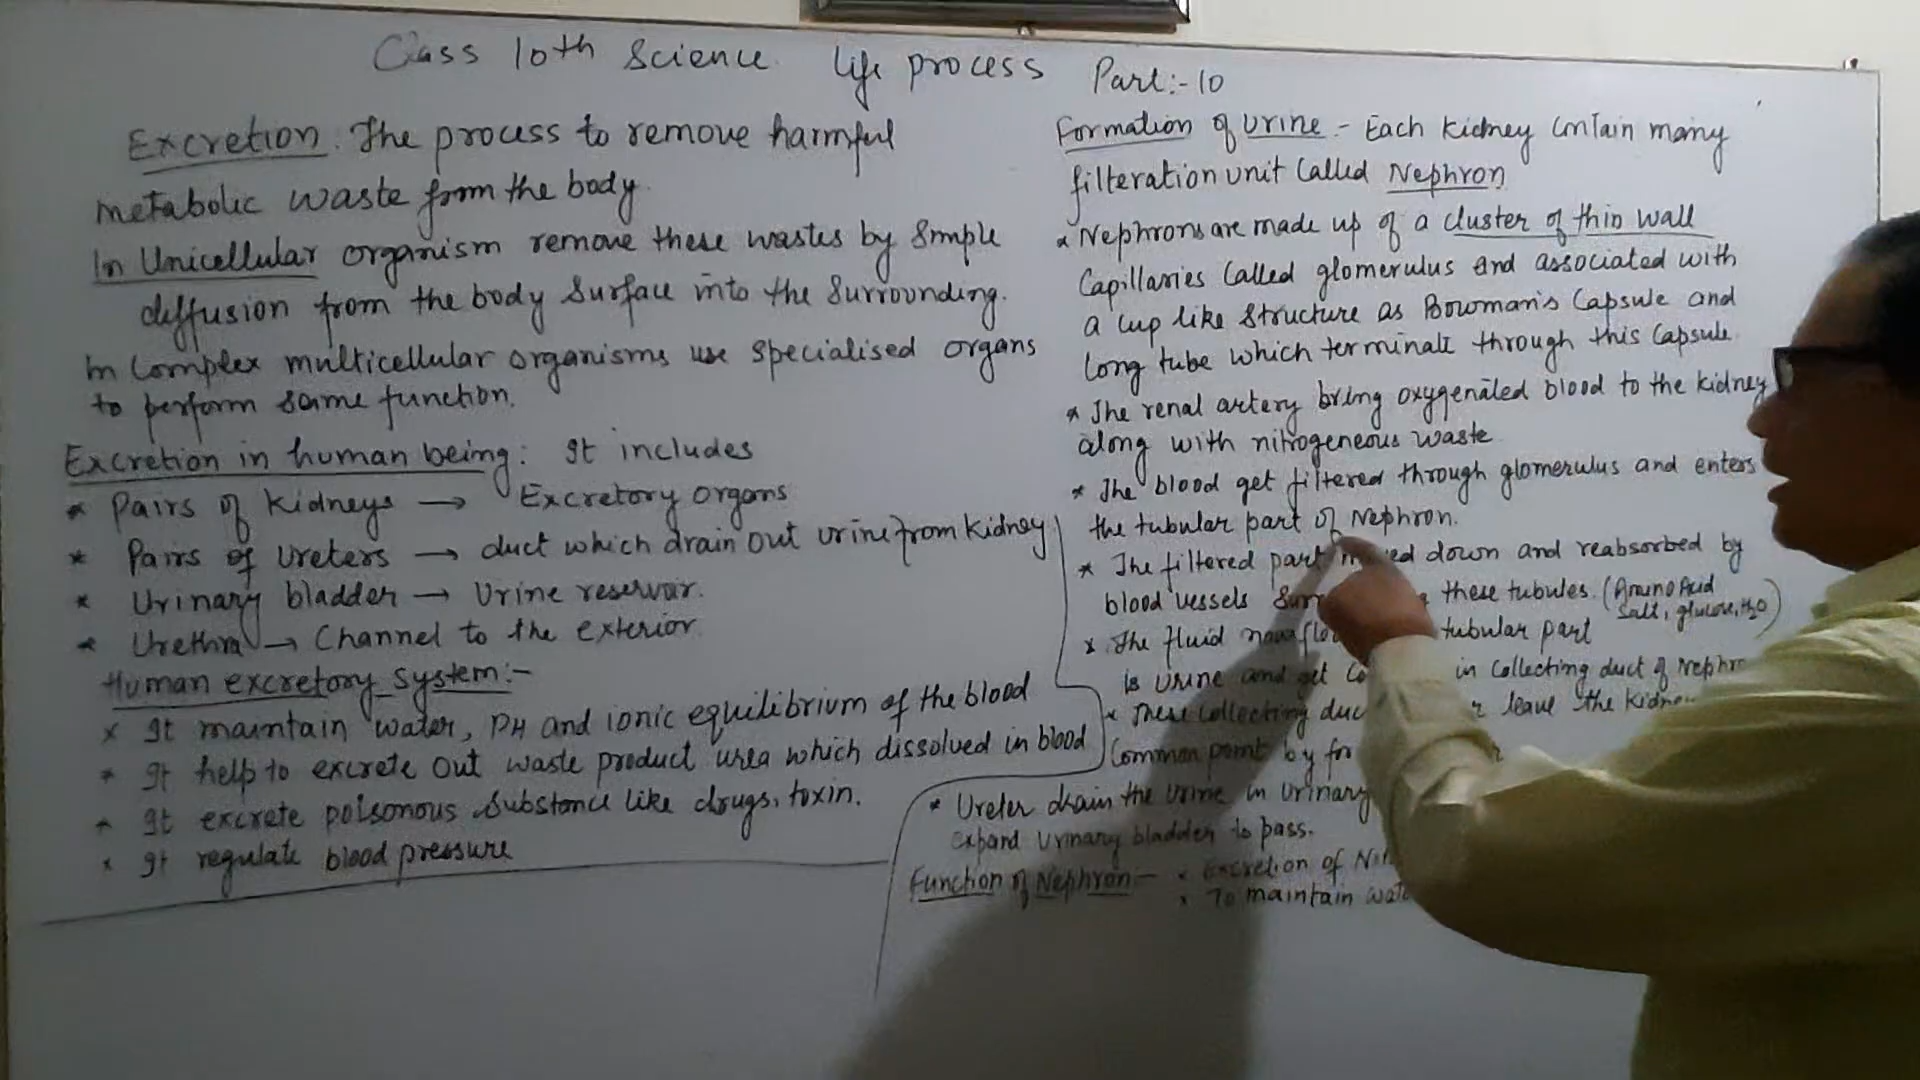 Class 10th Science life process Part:-10
Excretion: The process to remove harmful
metabolic waste from the body.
In Unicellular organism remove these wastes by simple
diffusion from the body surface into the surrounding.
In Complex multicellular organisms use specialised organs
to perform same function.
Excretion in human being: It includes
* Pairs of Kidneys → Excretory organs
* Pairs of Ureters → duct which drain out urine from Kidney
* Urinary bladder → Urine reservar.
* Urethra → Channel to the exterior.
Human excretory system:-
* It maintain water, PH and ionic equilibrium of the blood
* It help to excrete out waste product urea which dissolved in blood
* It excrete poisonous substance like drugs, toxin.
* It regulate blood pressure
Formation of urine:- Each kidney contain many
filteration unit called Nephron
* Nephrons are made up of a cluster of thin wall
Capillaries called glomerulus and associated with
a cup like structure as Bowman's Capsule and
long tube which terminate through this Capsule.
* The renal artery bring oxygenated blood to the kidney
along with nitrogeneous waste
* The blood get filtered through glomerulus and enters
the tubular part of Nephron.
* The filtered part down and reabsorbed by
blood vessels these tubules. (Amino Acid
Salt, glucose, H2O)
* The fluid now tubular part
is urine and get in collecting duct of
* These collecting leave the
Common point by
* Ureter drain the urine in urinary
expand urinary bladder to pass.
Function of Nephron:- * Excretion of
* To maintain